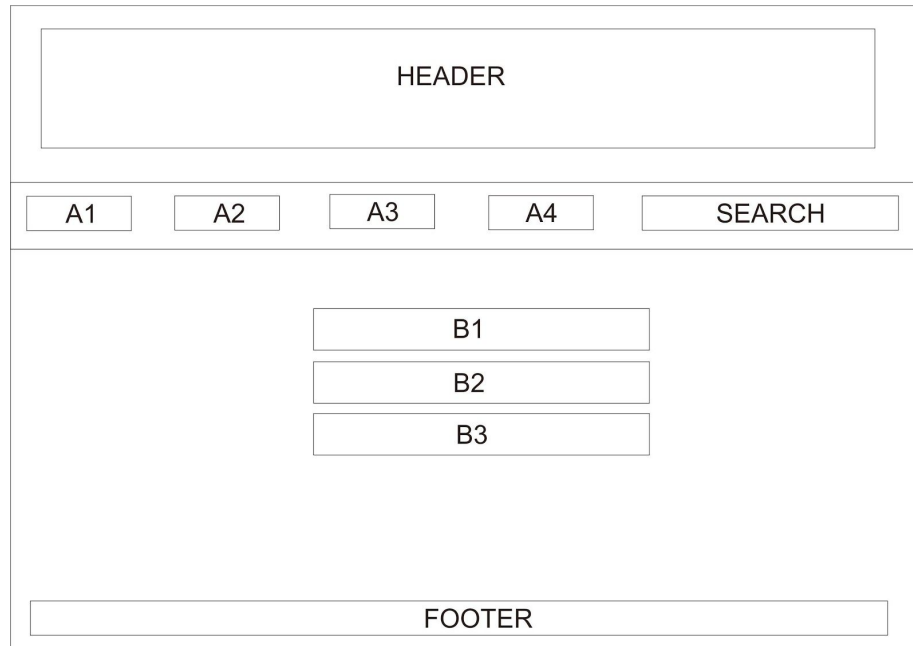 HEADER
A1 A2 A3 A4 SEARCH
B1
B2
B3
FOOTER